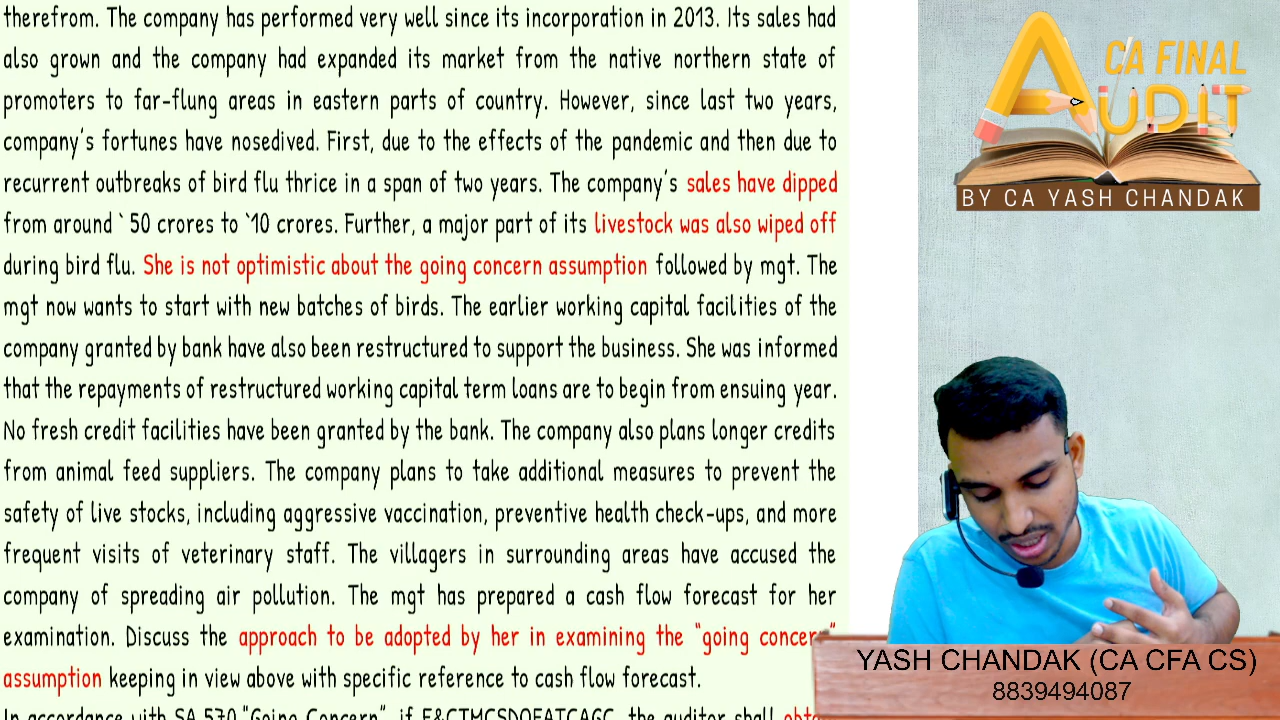 therefrom. The company has performed very well since its incorporation in 2013. Its sales had
also grown and the company had expanded its market from the native northern state of
promoters to far-flung areas in eastern parts of country. However, since last two years,
company's fortunes have nosedived. First, due to the effects of the pandemic and then due to
recurrent outbreaks of bird flu thrice in a span of two years. The company's sales have dipped
from around ` 50 crores to `10 crores. Further, a major part of its livestock was also wiped off
during bird flu. She is not optimistic about the going concern assumption followed by mgt. The
mgt now wants to start with new batches of birds. The earlier working capital facilities of the
company granted by bank have also been restructured to support the business. She was informed
that the repayments of restructured working capital term loans are to begin from ensuing year.
No fresh credit facilities have been granted by the bank. The company also plans longer credits
from animal feed suppliers. The company plans to take additional measures to prevent the
safety of live stocks, including aggressive vaccination, preventive health check-ups, and more
frequent visits of veterinary staff. The villagers in surrounding areas have accused the
company of spreading air pollution. The mgt has prepared a cash flow forecast for her
examination. Discuss the approach to be adopted by her in examining the "going concern"
assumption keeping in view above with specific reference to cash flow forecast.
In accordance with SA 570 "Going Concern", if E&CTMCSDOEATCAGC, the auditor shall
CA FINAL
AUDIT
BY CA YASH CHANDAK
YASH CHANDAK (CA CFA CS)
8839494087